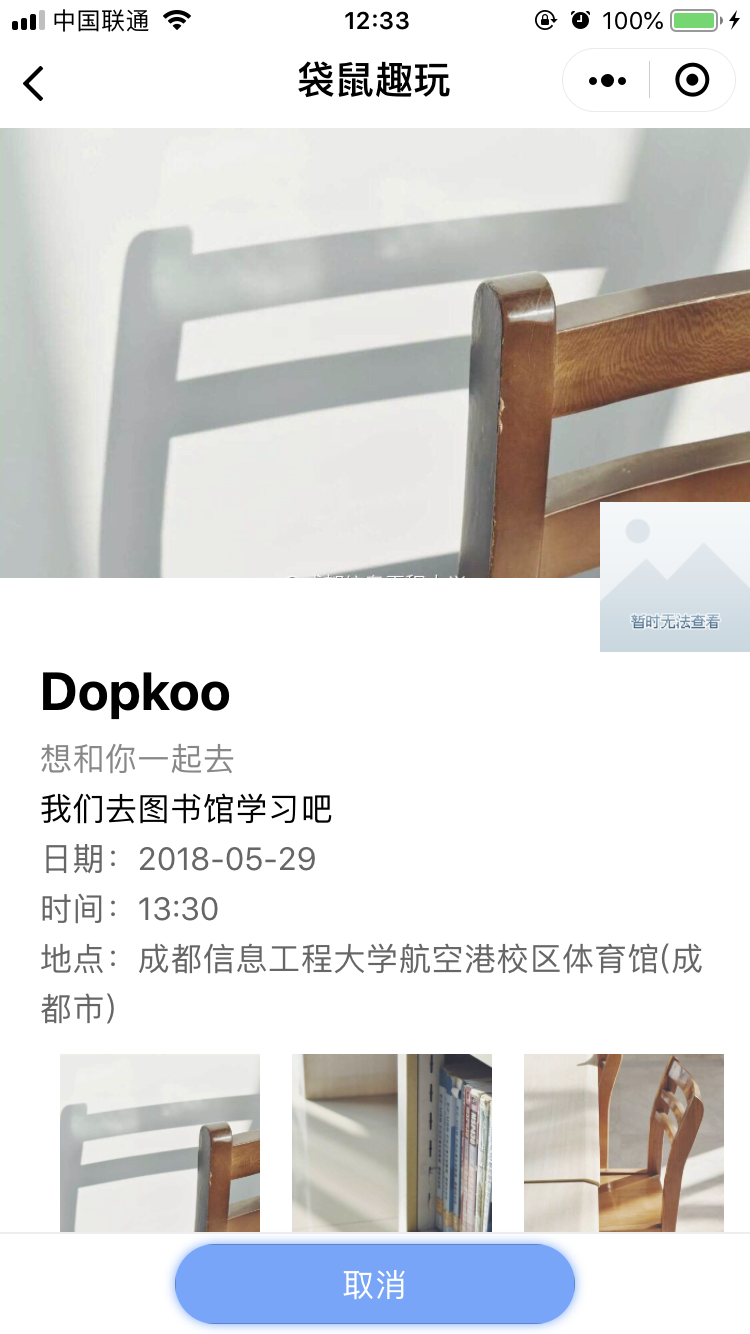 中国联通
12:33
100%
袋鼠趣玩
暂时无法查看
Dopkoo
想和你一起去
我们去图书馆学习吧
日期：2018-05-29
时间：13:30
地点：成都信息工程大学航空港校区体育馆(成
都市)
取消